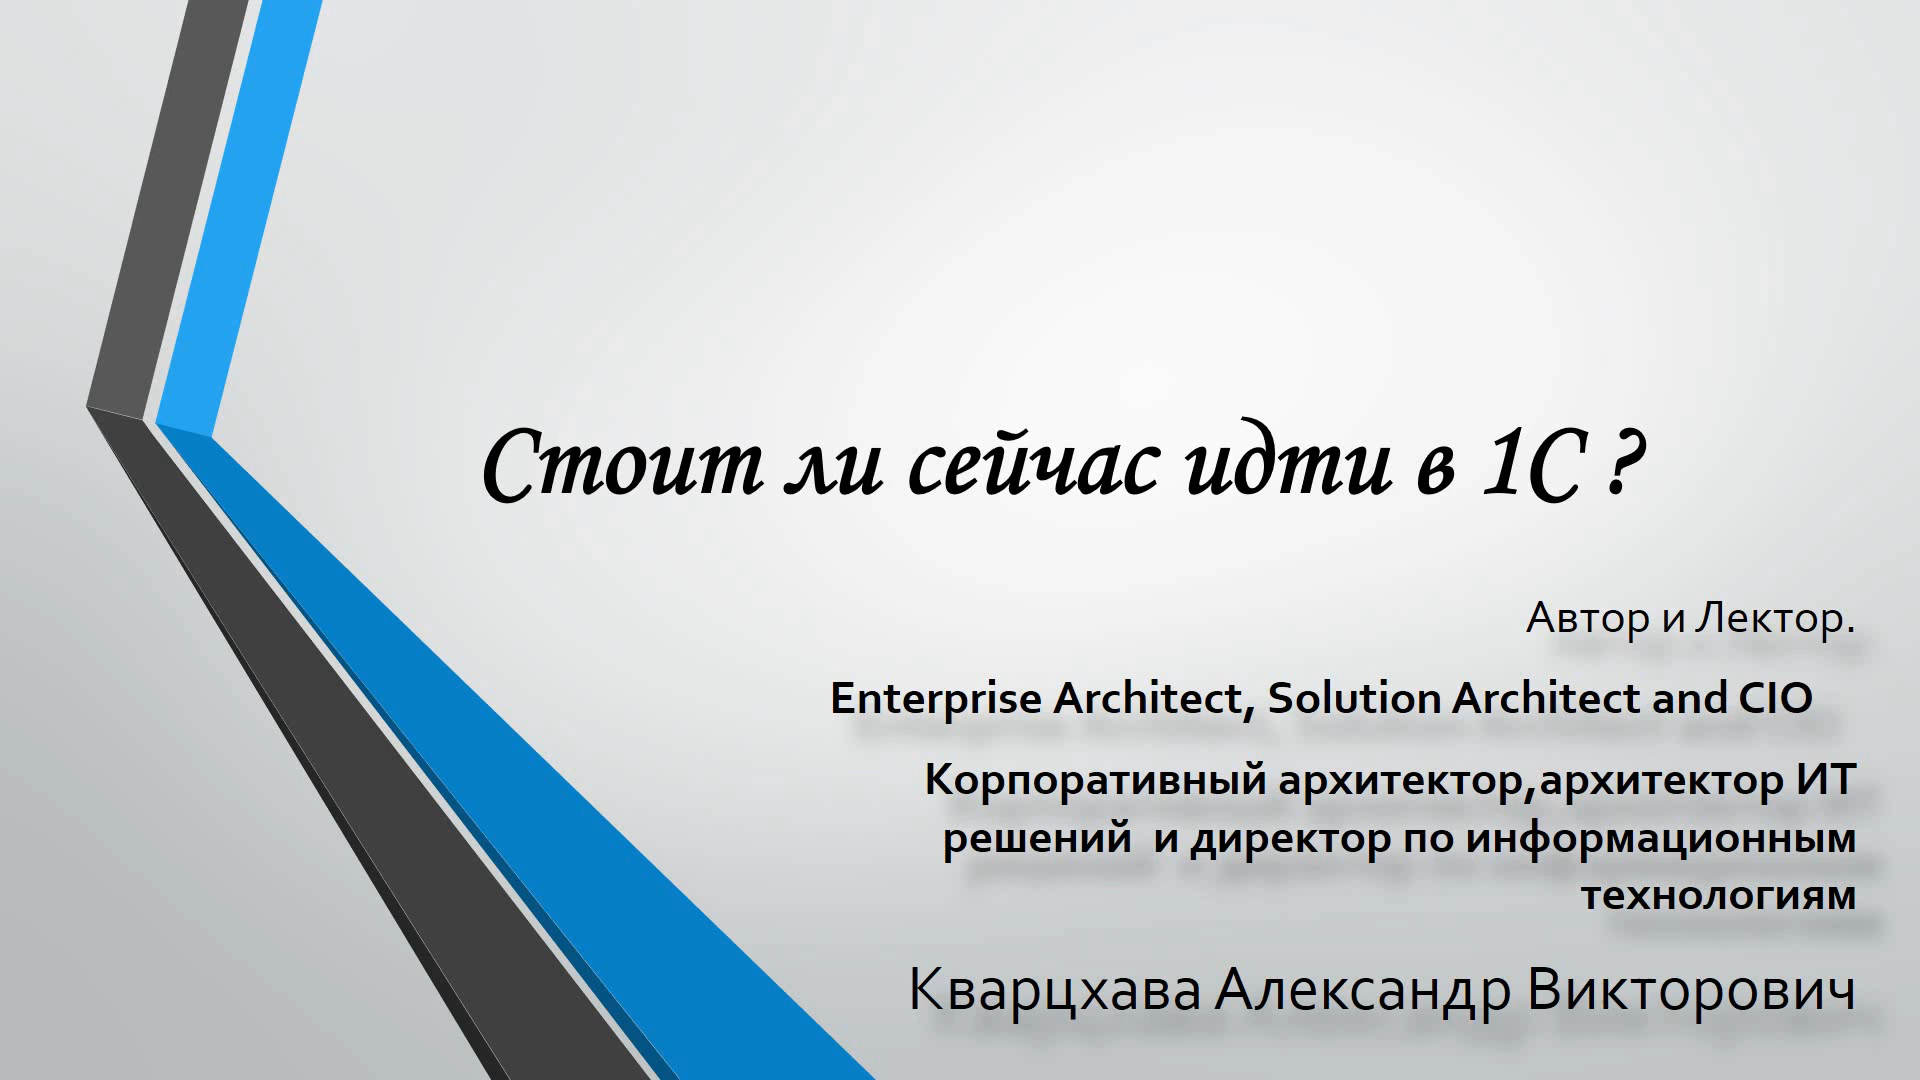 Стоит ли сейчас идти в 1С ?
Автор и Лектор.
Enterprise Architect, Solution Architect and CIO
Корпоративный архитектор,архитектор ИТ
решений  и директор по информационным
технологиям
Кварцхава Александр Викторович